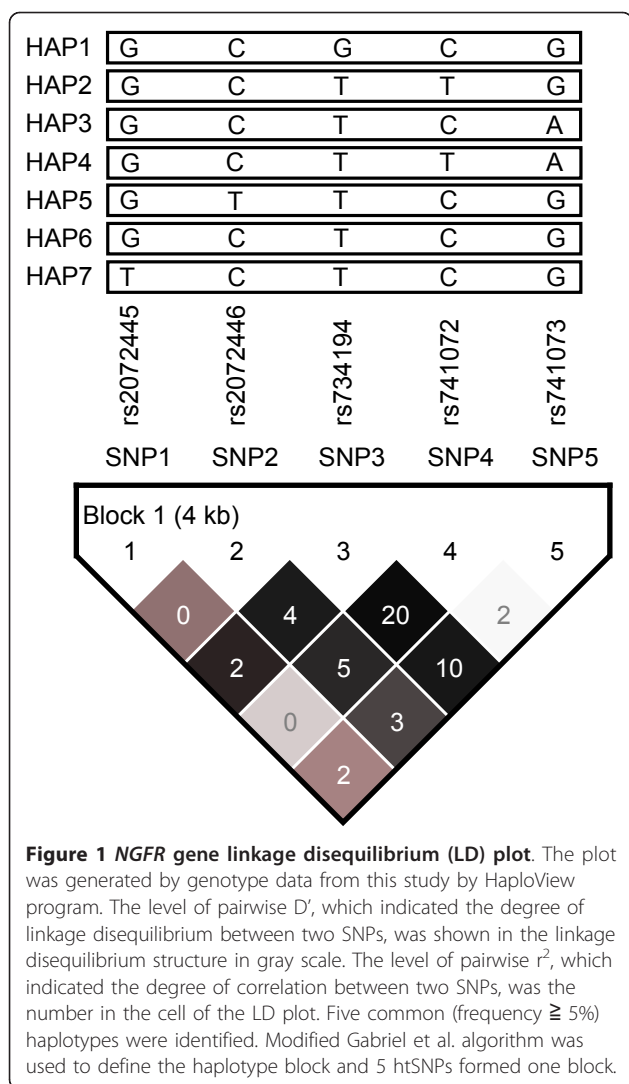 HAP1 G C G C G
HAP2 G C T T G
HAP3 G C T C A
HAP4 G C T T A
HAP5 G T T C G
HAP6 G C T C G
HAP7 T C T C G
rs2072445 rs2072446 rs734194 rs741072 rs741073
SNP1 SNP2 SNP3 SNP4 SNP5
Block 1 (4 kb)
1 2 3 4 5
0 4 20 2
2 5 10
0 3
2
Figure 1 NGFR gene linkage disequilibrium (LD) plot. The plot
was generated by genotype data from this study by HaploView
program. The level of pairwise D', which indicated the degree of
linkage disequilibrium between two SNPs, was shown in the linkage
disequilibrium structure in gray scale. The level of pairwise r², which
indicated the degree of correlation between two SNPs, was the
number in the cell of the LD plot. Five common (frequency ≧ 5%)
haplotypes were identified. Modified Gabriel et al. algorithm was
used to define the haplotype block and 5 htSNPs formed one block.